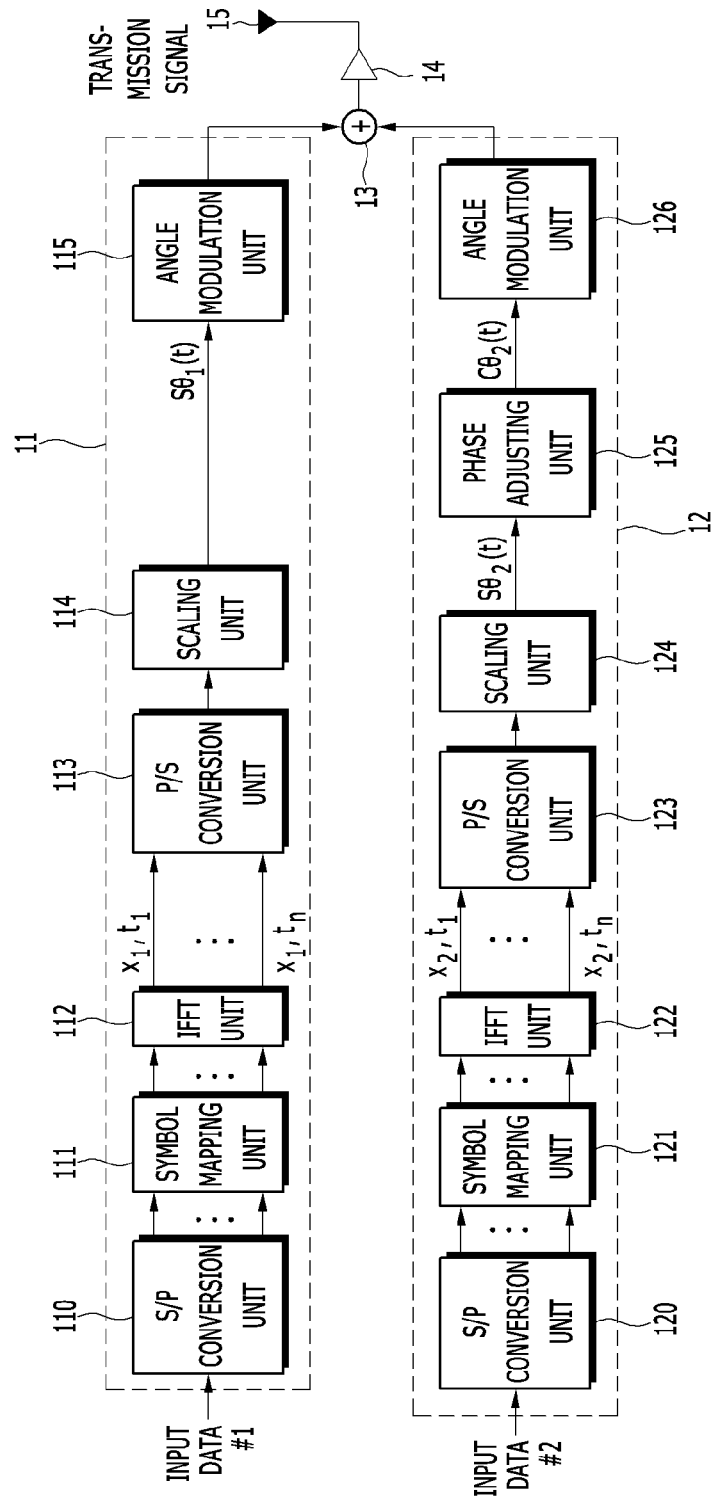 INPUT
DATA
#1
110
S/P
CONVERSION
UNIT
111
SYMBOL
MAPPING
UNIT
112
IFFT
UNIT
x₁, t₁
x₁, tₙ
113
P/S
CONVERSION
UNIT
114
SCALING
UNIT
11
Sθ₁(t)
115
ANGLE
MODULATION
UNIT
TRANS-
MISSION
SIGNAL
15
14
+
13
INPUT
DATA
#2
S/P
CONVERSION
UNIT
120
SYMBOL
MAPPING
UNIT
121
IFFT
UNIT
122
x₂, t₁
x₂, tₙ
P/S
CONVERSION
UNIT
123
SCALING
UNIT
124
Sθ₂(t)
PHASE
ADJUSTING
UNIT
125
Cθ₂(t)
ANGLE
MODULATION
UNIT
126
12